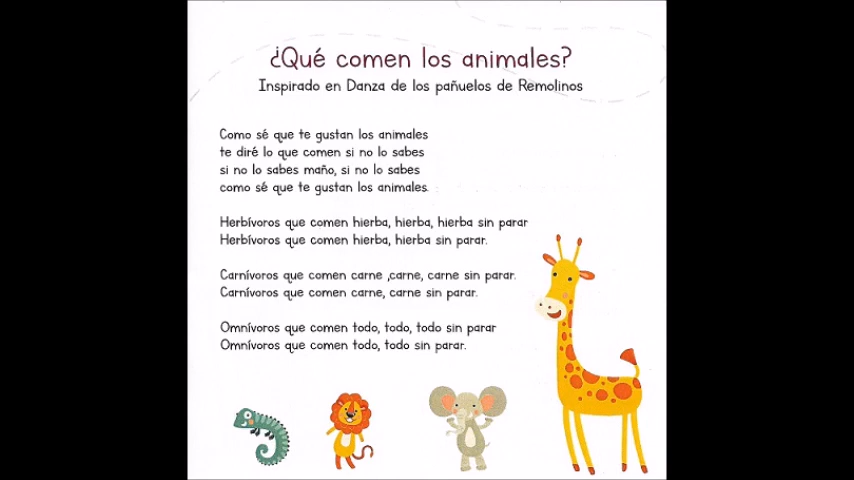 ¿Qué comen los animales?
Inspirado en Danza de los pañuelos de Remolinos
Como sé que te gustan los animales
te diré lo que comen si no lo sabes
si no lo sabes maño, si no lo sabes
como sé que te gustan los animales.
Herbívoros que comen hierba, hierba, hierba sin parar
Herbívoros que comen hierba, hierba sin parar.
Carnívoros que comen carne ,carne, carne sin parar.
Carnívoros que comen carne, carne sin parar.
Omnívoros que comen todo, todo, todo sin parar
Omnívoros que comen todo, todo sin parar.